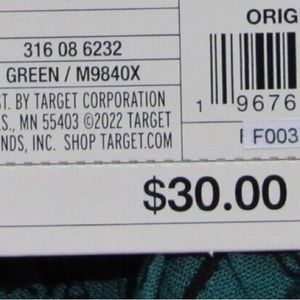 ORIG
316 08 6232
GREEN / M9840X
ST. BY TARGET CORPORATION
S., MN 55403 ©2022 TARGET
NDS, INC. SHOP TARGET.COM
1 9676
F003
$30.00